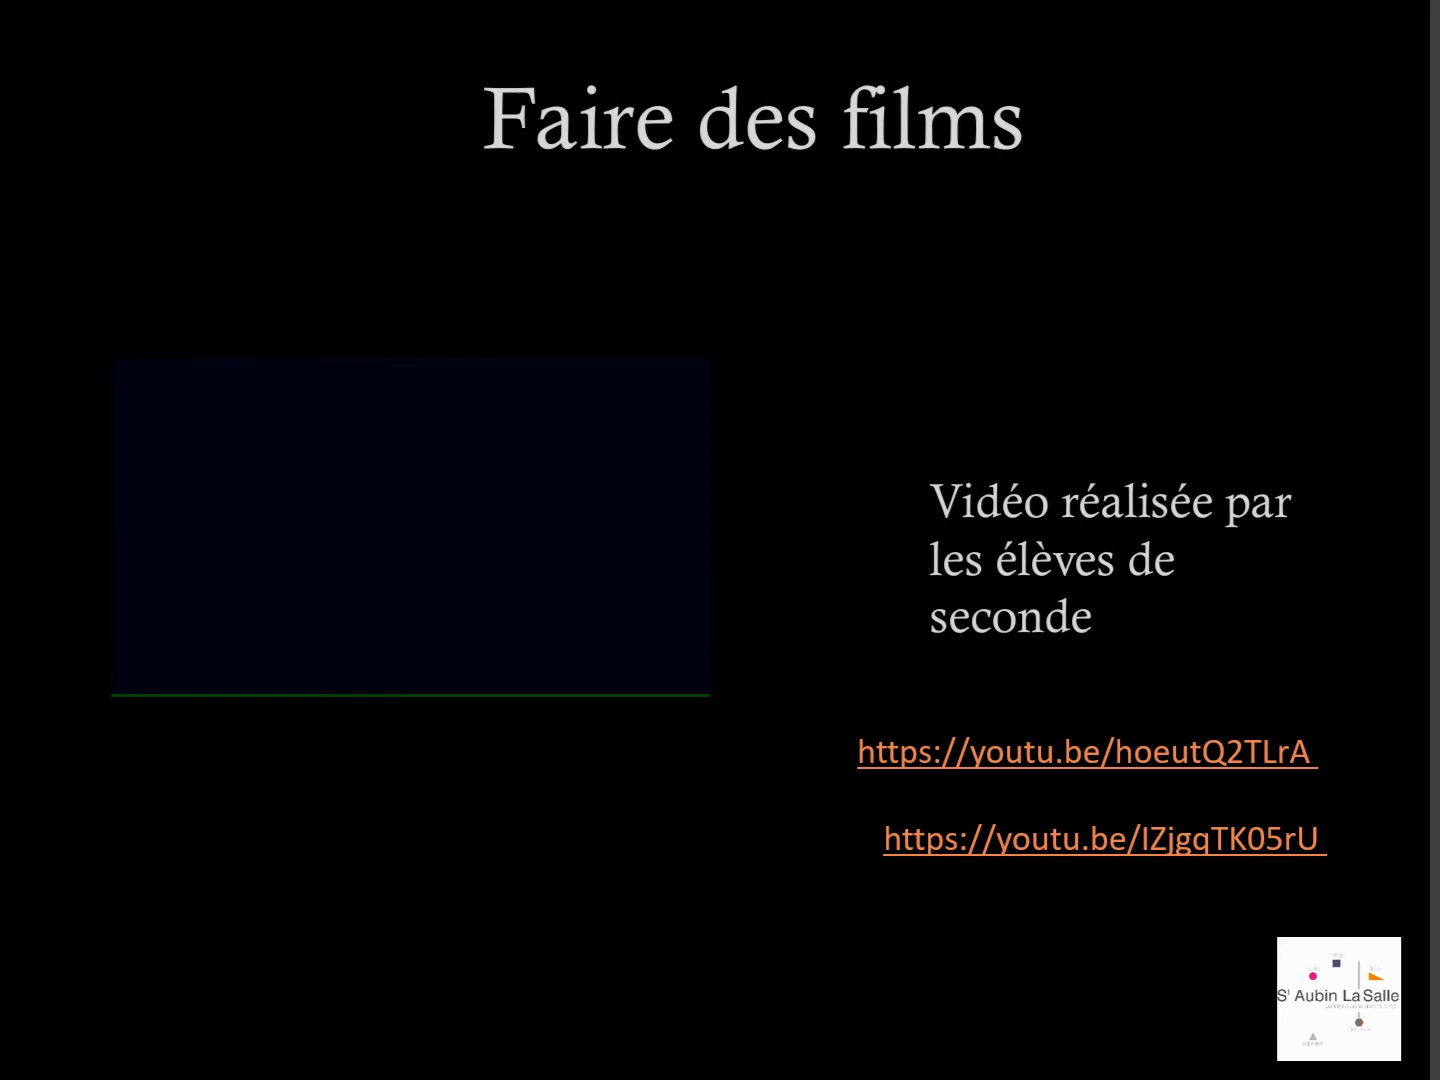 Faire des films
Vidéo réalisée par
les élèves de
seconde
https://youtu.be/hoeutQ2TLrA
https://youtu.be/IZjgqTK05rU
St Aubin La Salle